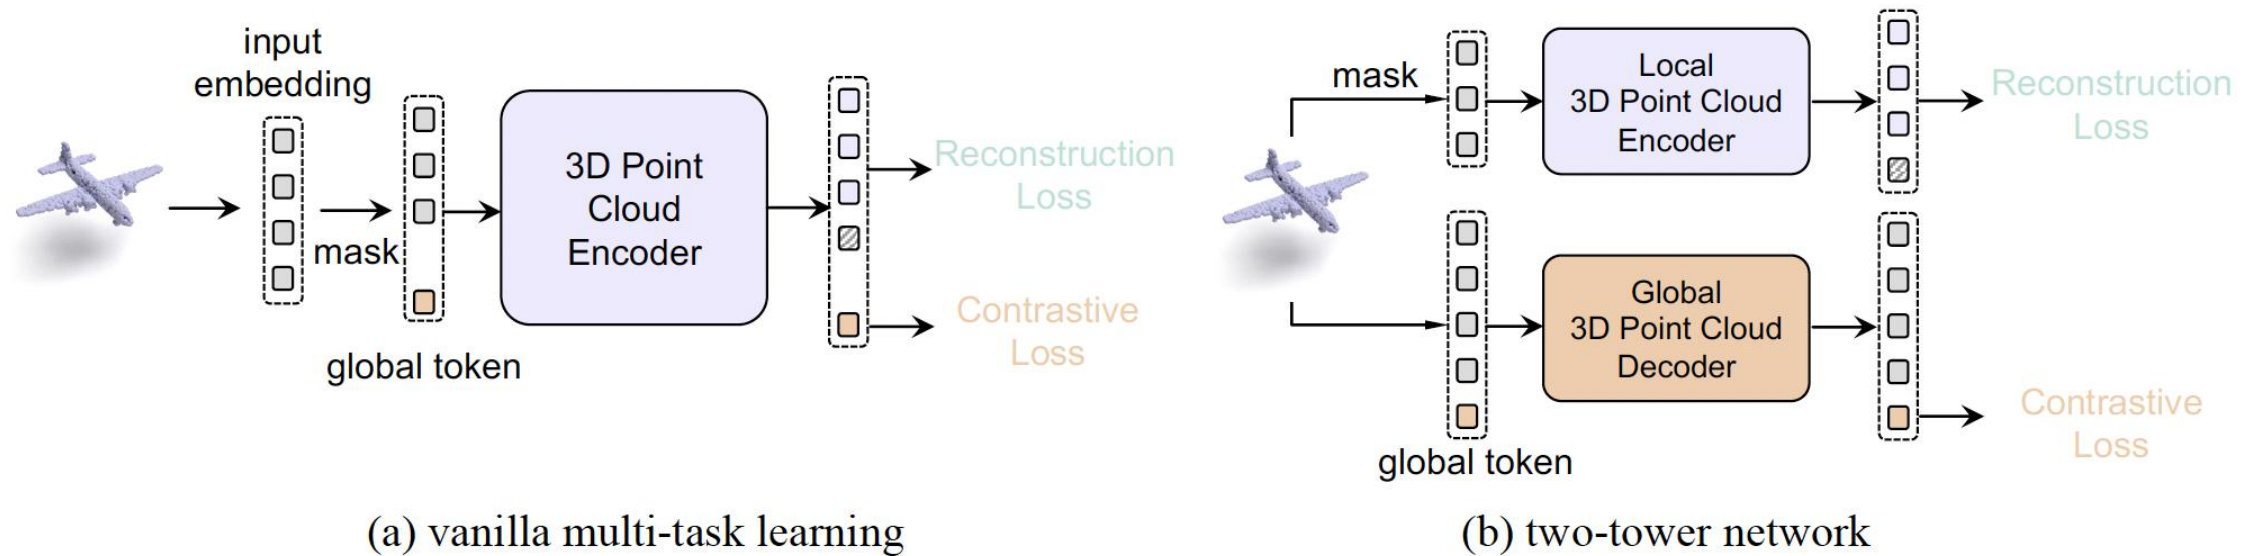 input
embedding
mask
global token
3D Point
Cloud
Encoder
Reconstruction
Loss
Contrastive
Loss
(a) vanilla multi-task learning
mask
Local
3D Point Cloud
Encoder
Reconstruction
Loss
Global
3D Point Cloud
Decoder
Contrastive
Loss
global token
(b) two-tower network